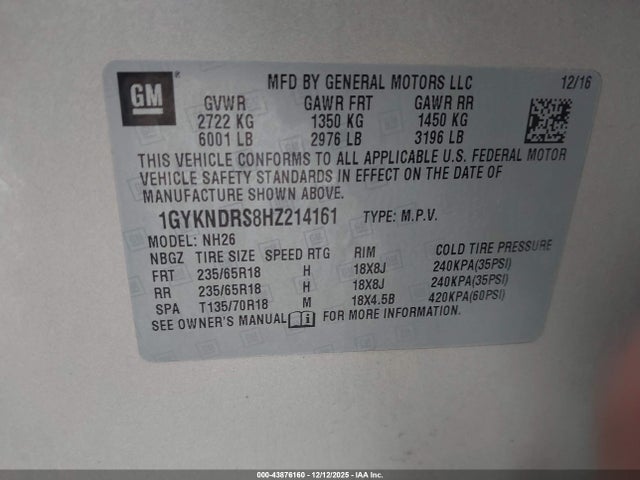 GM ®
MFD BY GENERAL MOTORS LLC 12/16
GVWR GAWR FRT GAWR RR
2722 KG 1350 KG 1450 KG
6001 LB 2976 LB 3196 LB
THIS VEHICLE CONFORMS TO ALL APPLICABLE U.S. FEDERAL MOTOR
VEHICLE SAFETY STANDARDS IN EFFECT ON THE DATE OF
MANUFACTURE SHOWN ABOVE.
1GYKNDRS8HZ214161 TYPE: M.P.V.
MODEL: NH26
NBGZ TIRE SIZE SPEED RTG RIM COLD TIRE PRESSURE
FRT 235/65R18 H 18X8J 240KPA(35PSI)
RR 235/65R18 H 18X8J 240KPA(35PSI)
SPA T135/70R18 M 18X4.5B 420KPA(60PSI)
SEE OWNER'S MANUAL FOR MORE INFORMATION.
000-43876160 - 12/12/2025 - IAA Inc.